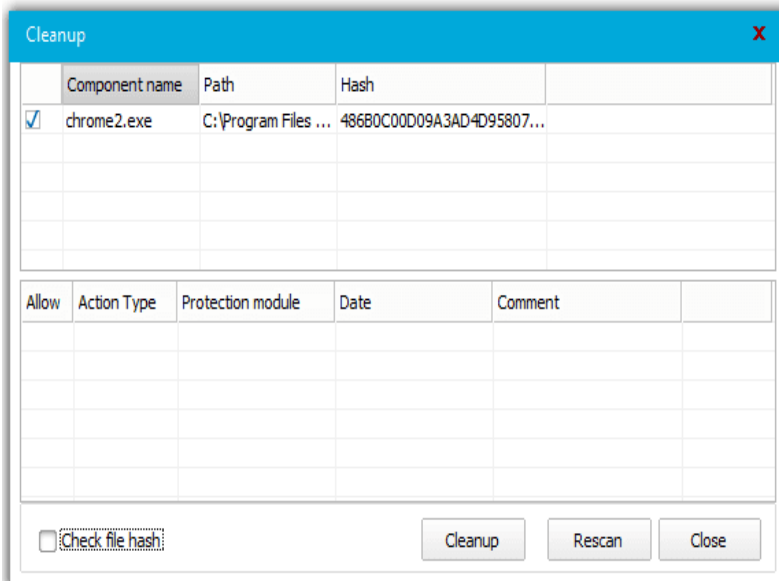 Cleanup x
Component name Path Hash
chrome2.exe C:\Program Files ... 486B0C00D09A3AD4D95807...
Allow Action Type Protection module Date Comment
Check file hash Cleanup Rescan Close